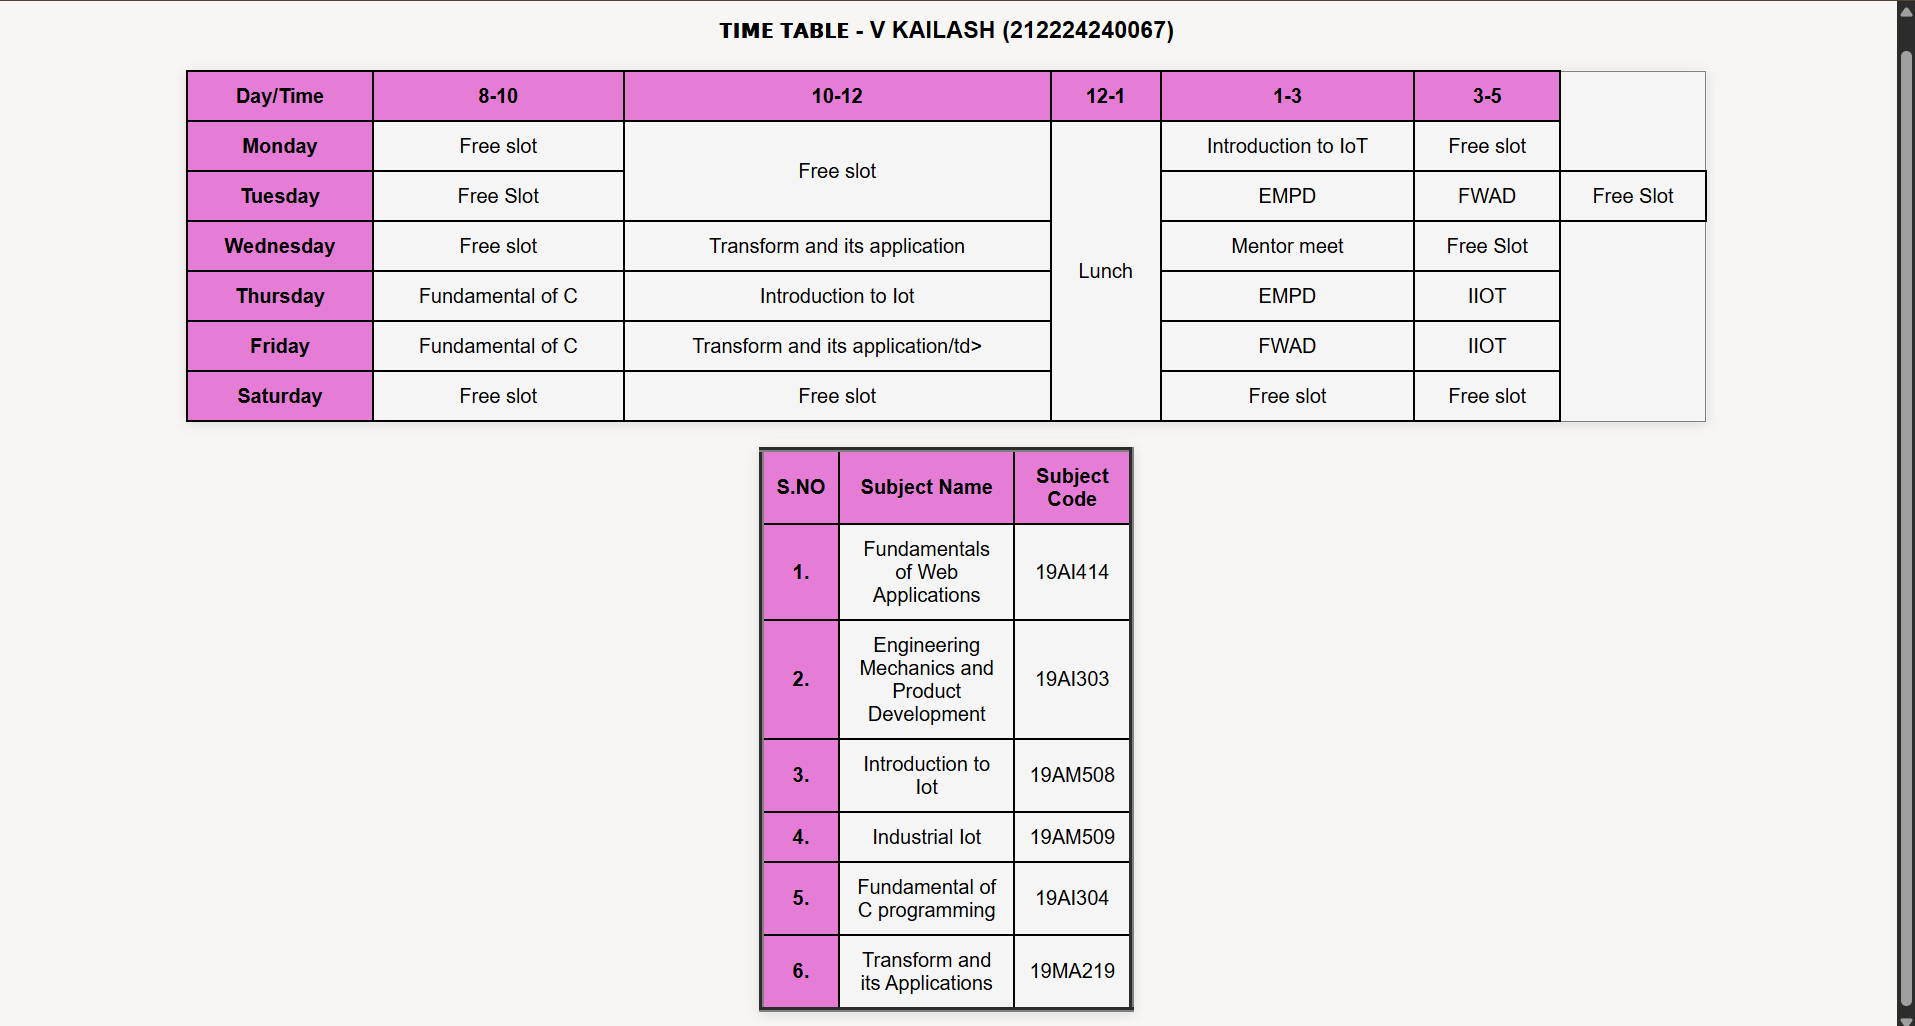 TIME TABLE - V KAILASH (212224240067)
Day/Time 8-10 10-12 12-1 1-3 3-5
Monday Free slot Free slot Lunch Introduction to IoT Free slot
Tuesday Free Slot EMPD FWAD Free Slot
Wednesday Free slot Transform and its application Mentor meet Free Slot
Thursday Fundamental of C Introduction to Iot EMPD IIOT
Friday Fundamental of C Transform and its application/td> FWAD IIOT
Saturday Free slot Free slot Free slot Free slot
S.NO Subject Name Subject
Code
1. Fundamentals
of Web
Applications 19AI414
2. Engineering
Mechanics and
Product
Development 19AI303
3. Introduction to
Iot 19AM508
4. Industrial Iot 19AM509
5. Fundamental of
C programming 19AI304
6. Transform and
its Applications 19MA219